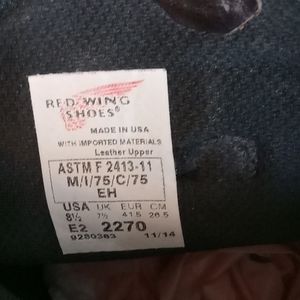 RED WING
SHOES®
MADE IN USA
WITH IMPORTED MATERIALS
Leather Upper
ASTM F 2413-11
M/I/75/C/75
EH
USA UK EUR CM
8½ 7½ 41.5 26.5
E2 2270
9280383 11/14